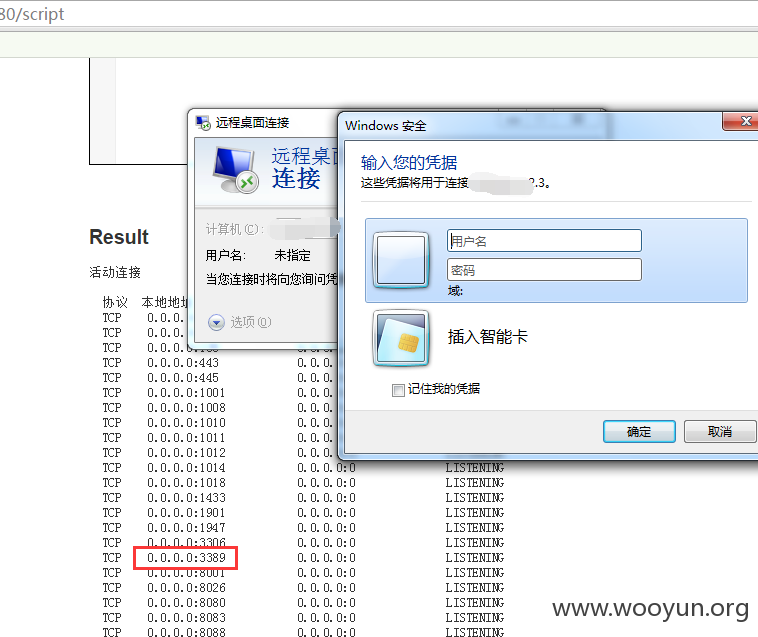 80/script
远程桌面连接
Windows 安全
远程桌面
连接
输入您的凭据
这些凭据将用于连接 2.3。
计算机(C):
用户名: 未指定
当您连接时将向您询问凭
选项(O)
用户名
密码
域:
插入智能卡
记住我的凭据
确定 取消
Result
活动连接
协议 本地地址
TCP 0.0.0.
TCP 0.0.0.
TCP 0.0.0.0: 0.0.0.
TCP 0.0.0.0:443 0.0.0.
TCP 0.0.0.0:445 0.0.0.
TCP 0.0.0.0:1001 0.0.0.
TCP 0.0.0.0:1008 0.0.0.
TCP 0.0.0.0:1010 0.0.0.
TCP 0.0.0.0:1011 0.0.0.
TCP 0.0.0.0:1012 0.0.0.
TCP 0.0.0.0:1014 0.0.0.0:0 LISTENING
TCP 0.0.0.0:1018 0.0.0.0:0 LISTENING
TCP 0.0.0.0:1433 0.0.0.0:0 LISTENING
TCP 0.0.0.0:1901 0.0.0.0:0 LISTENING
TCP 0.0.0.0:1947 0.0.0.0:0 LISTENING
TCP 0.0.0.0:3306 0.0.0.0:0 LISTENING
TCP 0.0.0.0:3389 0.0.0.0:0 LISTENING
TCP 0.0.0.0:8001 0.0.0.0:0 LISTENING
TCP 0.0.0.0:8026 0.0.0.0:0 LISTENING
TCP 0.0.0.0:8080 0.0.0.0:0 LISTENING
TCP 0.0.0.0:8083 0.0.0.0:0 LISTENING
TCP 0.0.0.0:8088 0.0.0.0:0 LISTENING
www.wooyun.org